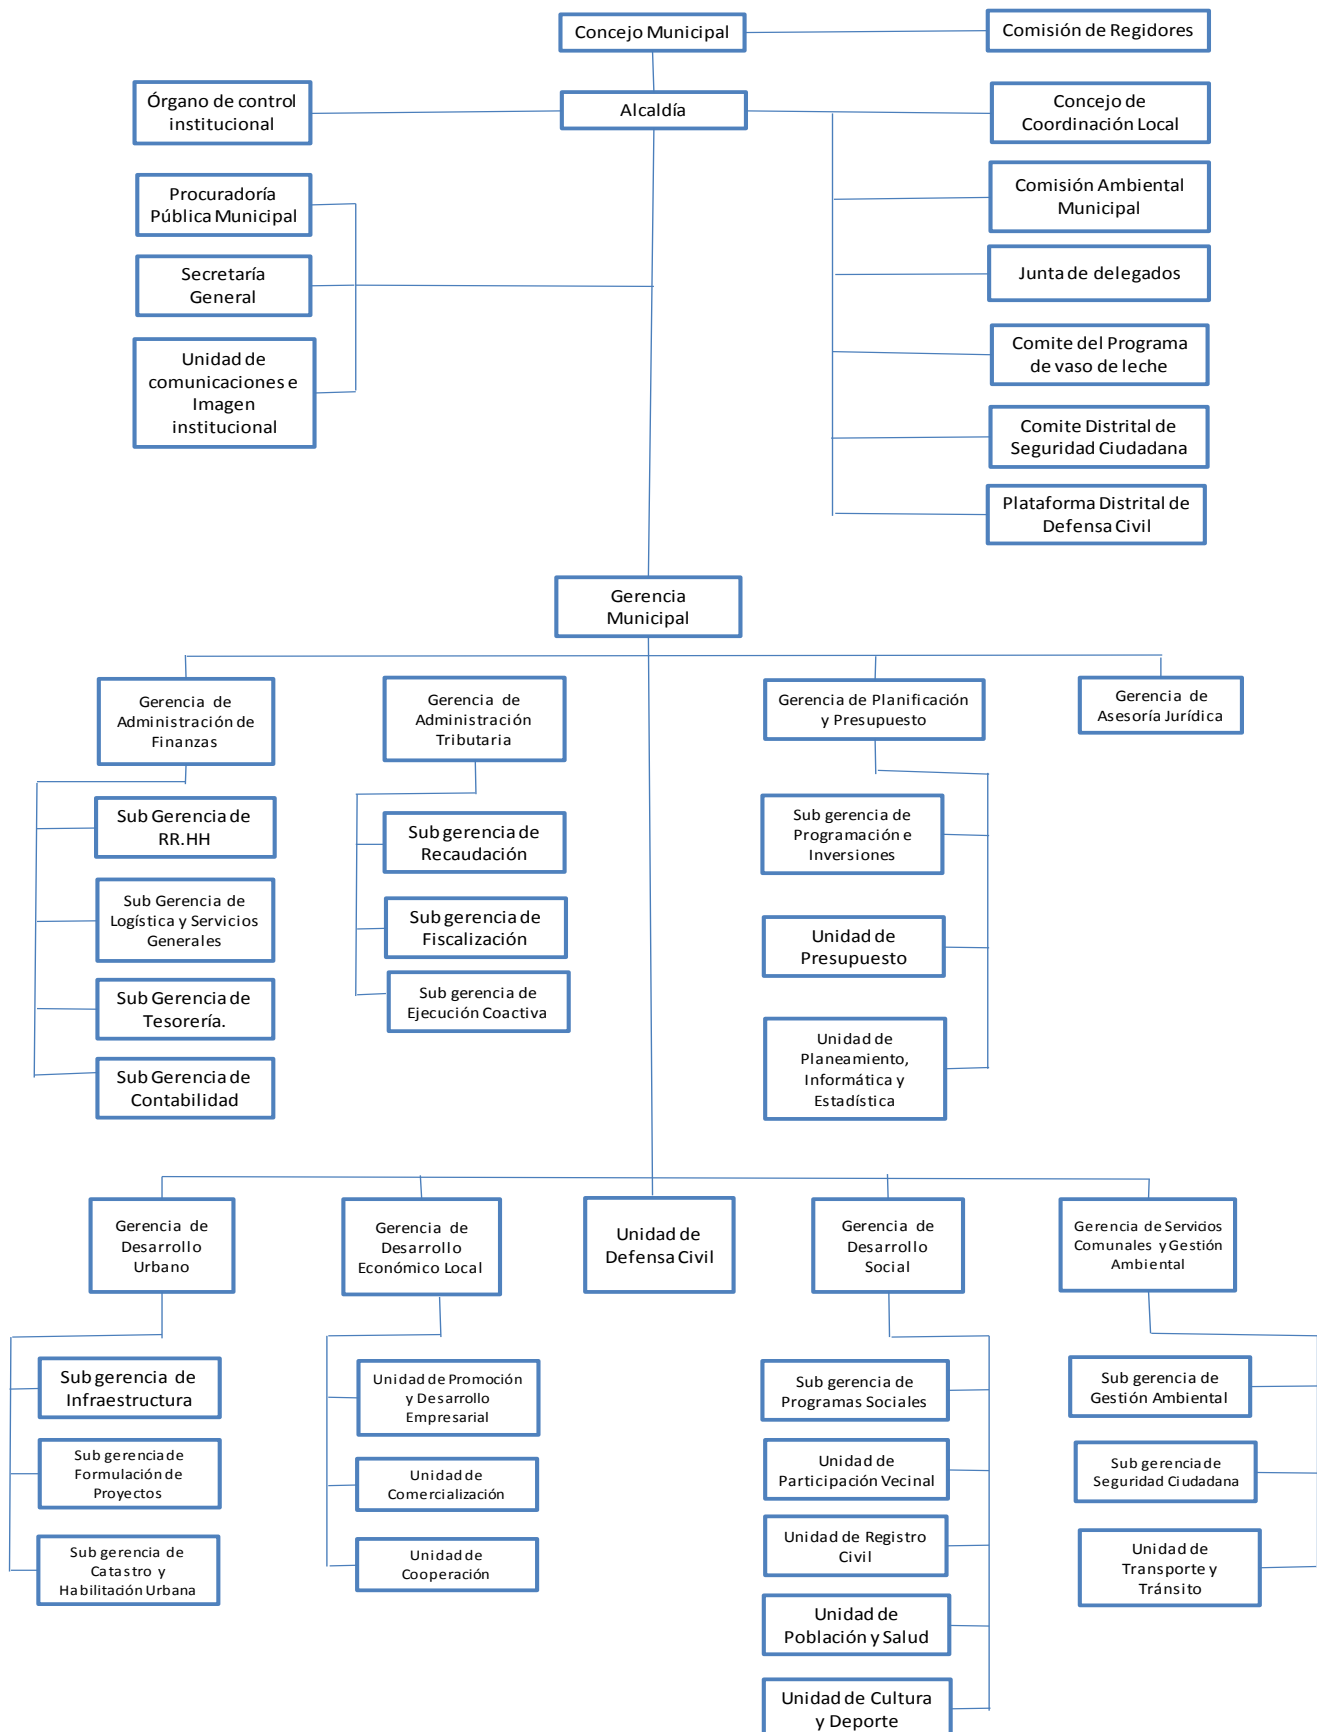 Concejo Municipal
Comisión de Regidores
Órgano de control
institucional
Alcaldía
Concejo de
Coordinación Local
Procuradoría
Pública Municipal
Comisión Ambiental
Municipal
Secretaría
General
Junta de delegados
Unidad de
comunicaciones e
Imagen
institucional
Comite del Programa
de vaso de leche
Comite Distrital de
Seguridad Ciudadana
Plataforma Distrital de
Defensa Civil
Gerencia
Municipal
Gerencia de
Administración de
Finanzas
Gerencia de
Administración
Tributaria
Gerencia de Planificación
y Presupuesto
Gerencia de
Asesoría Jurídica
Sub Gerencia de
RR.HH
Sub Gerencia de
Logística y Servicios
Generales
Sub Gerencia de
Tesorería.
Sub Gerencia de
Contabilidad
Sub gerencia de
Recaudación
Sub gerencia de
Fiscalización
Sub gerencia de
Ejecución Coactiva
Sub gerencia de
Programación e
Inversiones
Unidad de
Presupuesto
Unidad de
Planeamiento,
Informática y
Estadística
Gerencia de
Desarrollo
Urbano
Gerencia de
Desarrollo
Económico Local
Unidad de
Defensa Civil
Gerencia de
Desarrollo
Social
Gerencia de Servicios
Comunales y Gestión
Ambiental
Sub gerencia de
Infraestructura
Sub gerencia de
Formulación de
Proyectos
Sub gerencia de
Catastro y
Habilitación Urbana
Unidad de Promoción
y Desarrollo
Empresarial
Unidad de
Comercialización
Unidad de
Cooperación
Sub gerencia de
Programas Sociales
Unidad de
Participación Vecinal
Unidad de Registro
Civil
Unidad de
Población y Salud
Unidad de Cultura
y Deporte
Sub gerencia de
Gestión Ambiental
Sub gerencia de
Seguridad Ciudadana
Unidad de
Transporte y
Tránsito